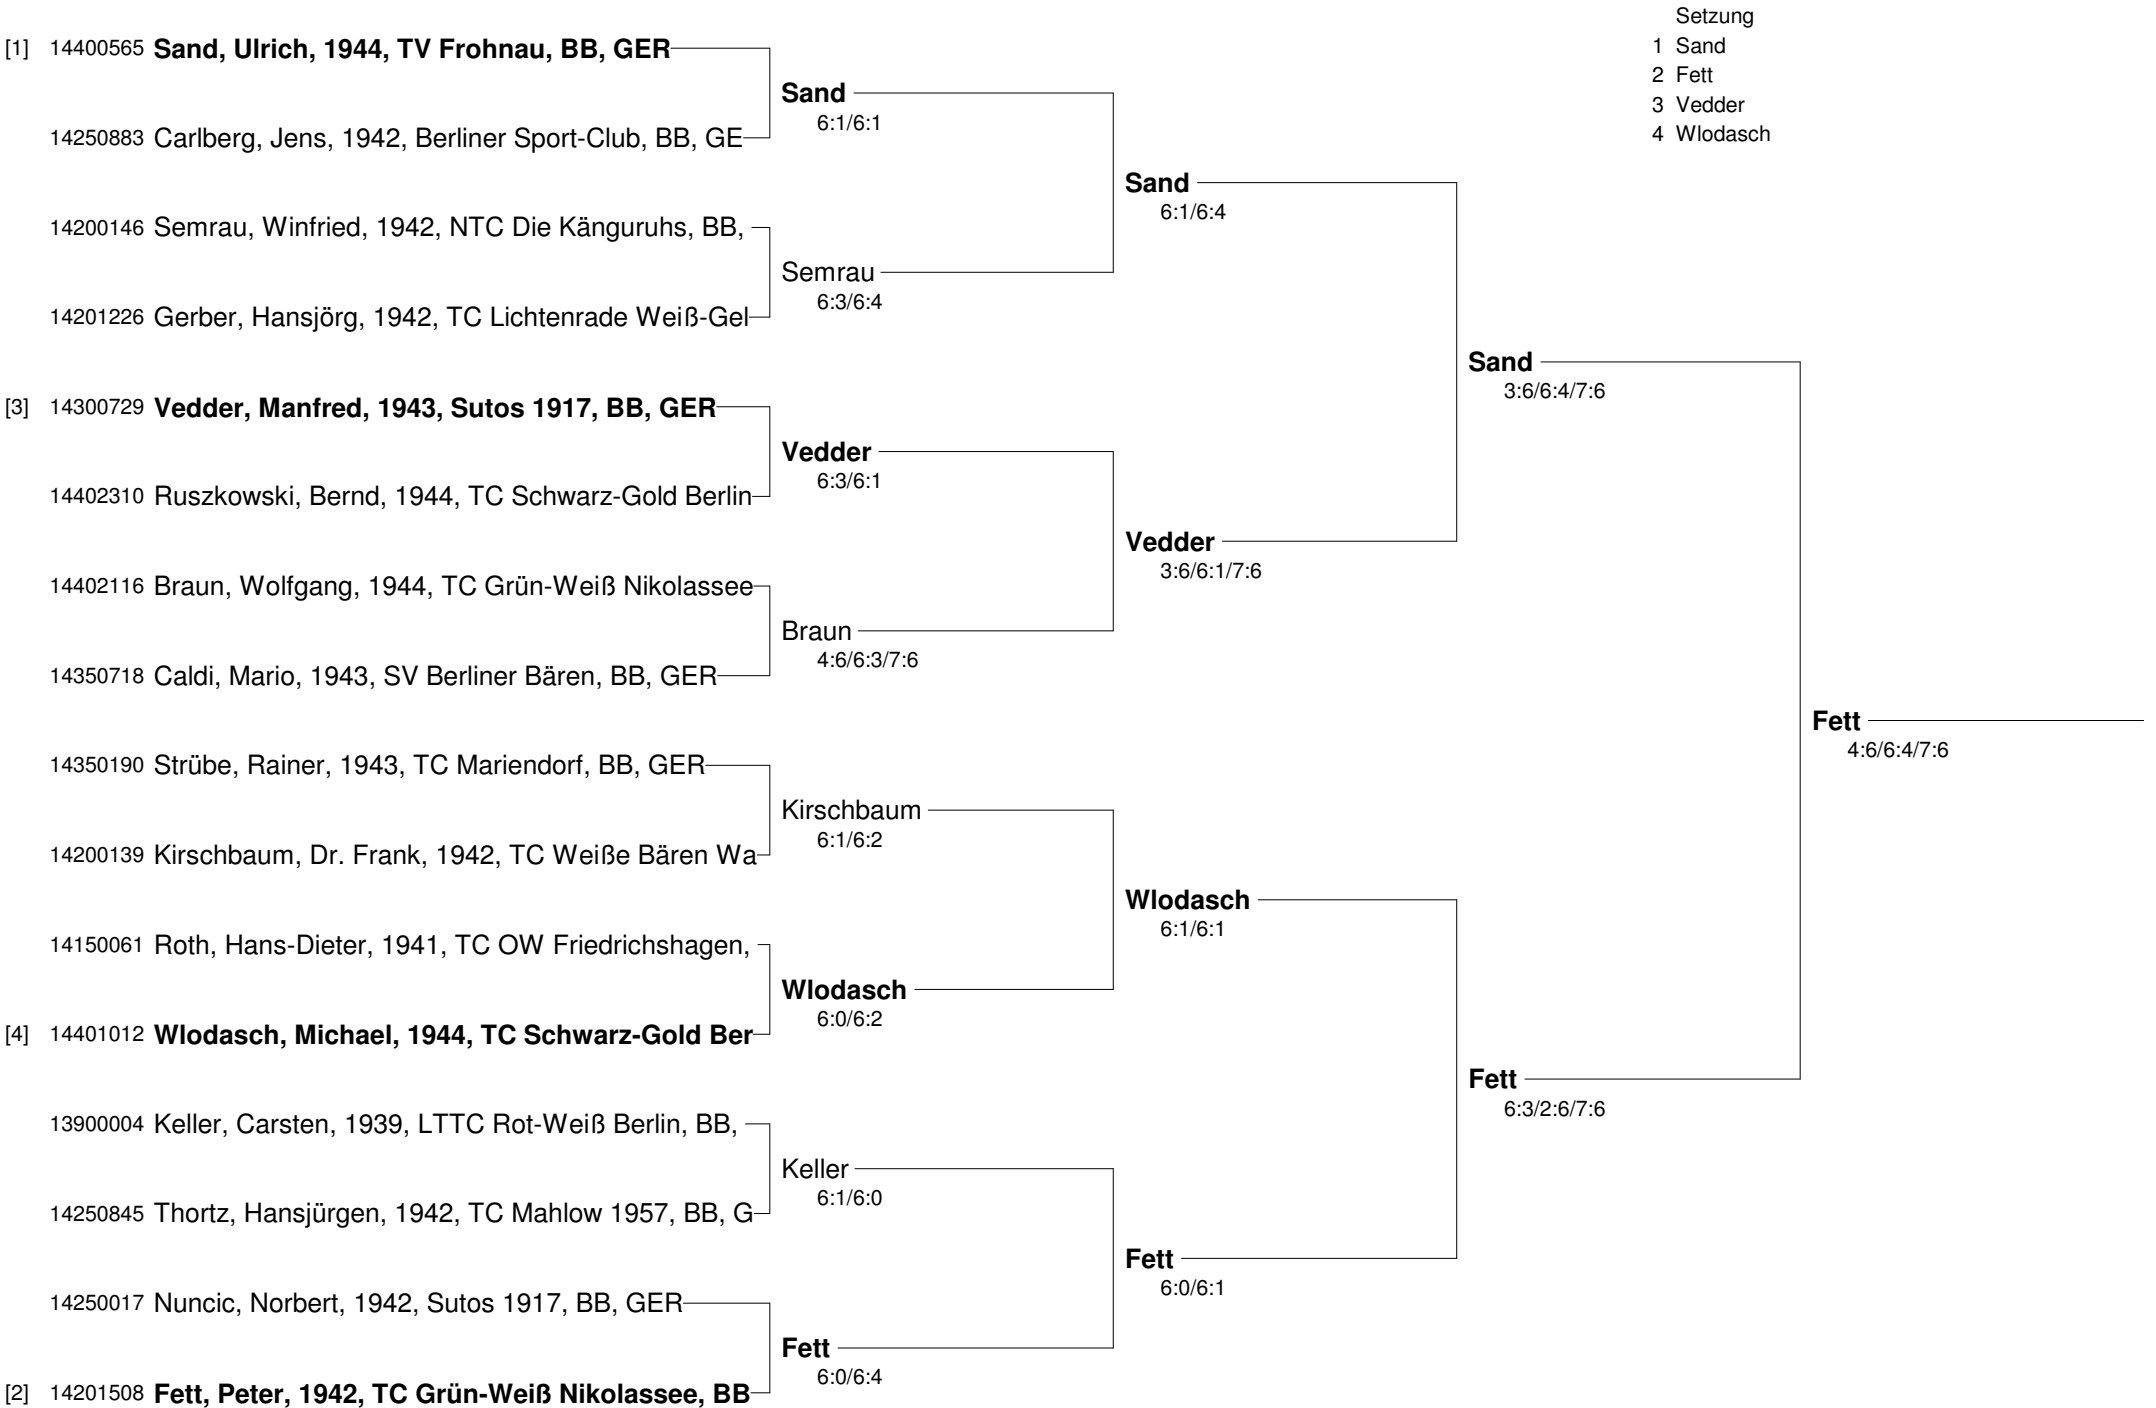 Setzung
1 Sand
2 Fett
3 Vedder
4 Wlodasch
[1] 14400565 Sand, Ulrich, 1944, TV Frohnau, BB, GER
Sand
6:1/6:1
14250883 Carlberg, Jens, 1942, Berliner Sport-Club, BB, GE
Sand
6:1/6:4
14200146 Semrau, Winfried, 1942, NTC Die Känguruhs, BB,
Semrau
6:3/6:4
14201226 Gerber, Hansjörg, 1942, TC Lichtenrade Weiß-Gel
Sand
3:6/6:4/7:6
[3] 14300729 Vedder, Manfred, 1943, Sutos 1917, BB, GER
Vedder
6:3/6:1
14402310 Ruszkowski, Bernd, 1944, TC Schwarz-Gold Berlin
Vedder
3:6/6:1/7:6
14402116 Braun, Wolfgang, 1944, TC Grün-Weiß Nikolassee
Braun
4:6/6:3/7:6
14350718 Caldi, Mario, 1943, SV Berliner Bären, BB, GER
Fett
4:6/6:4/7:6
14350190 Strübe, Rainer, 1943, TC Mariendorf, BB, GER
Kirschbaum
6:1/6:2
14200139 Kirschbaum, Dr. Frank, 1942, TC Weiße Bären Wa
Wlodasch
6:1/6:1
14150061 Roth, Hans-Dieter, 1941, TC OW Friedrichshagen,
Wlodasch
6:0/6:2
[4] 14401012 Wlodasch, Michael, 1944, TC Schwarz-Gold Ber
Fett
6:3/2:6/7:6
13900004 Keller, Carsten, 1939, LTTC Rot-Weiß Berlin, BB,
Keller
6:1/6:0
14250845 Thortz, Hansjürgen, 1942, TC Mahlow 1957, BB, G
Fett
6:0/6:1
14250017 Nuncic, Norbert, 1942, Sutos 1917, BB, GER
Fett
6:0/6:4
[2] 14201508 Fett, Peter, 1942, TC Grün-Weiß Nikolassee, BB